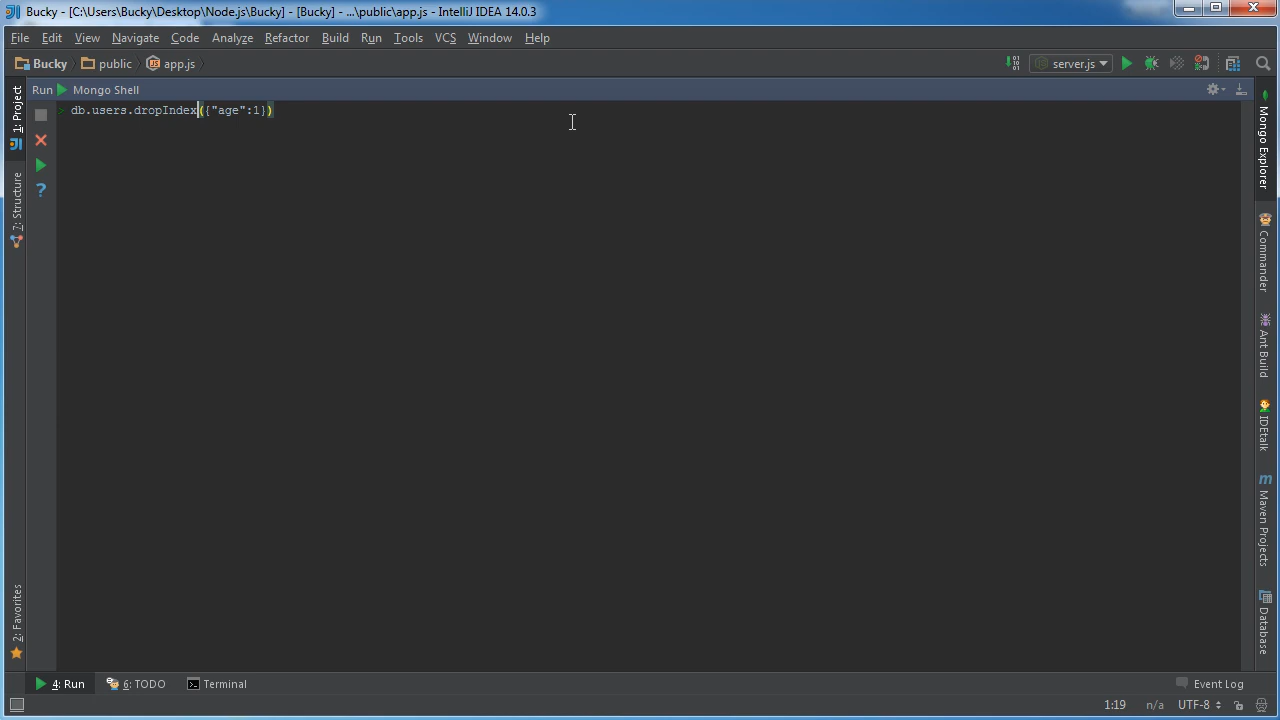 Bucky - [C:\Users\Bucky\Desktop\Node.js\Bucky] - [Bucky] - ...\public\app.js - IntelliJ IDEA 14.0.3
File Edit View Navigate Code Analyze Refactor Build Run Tools VCS Window Help
Bucky public app.js server.js
Run Mongo Shell
> db.users.dropIndex({"age":1})
1: Project
7: Structure
2: Favorites
Mongo Explorer
Commander
Ant Build
IDEtalk
Maven Projects
Database
4: Run 6: TODO Terminal Event Log
1:19 n/a UTF-8